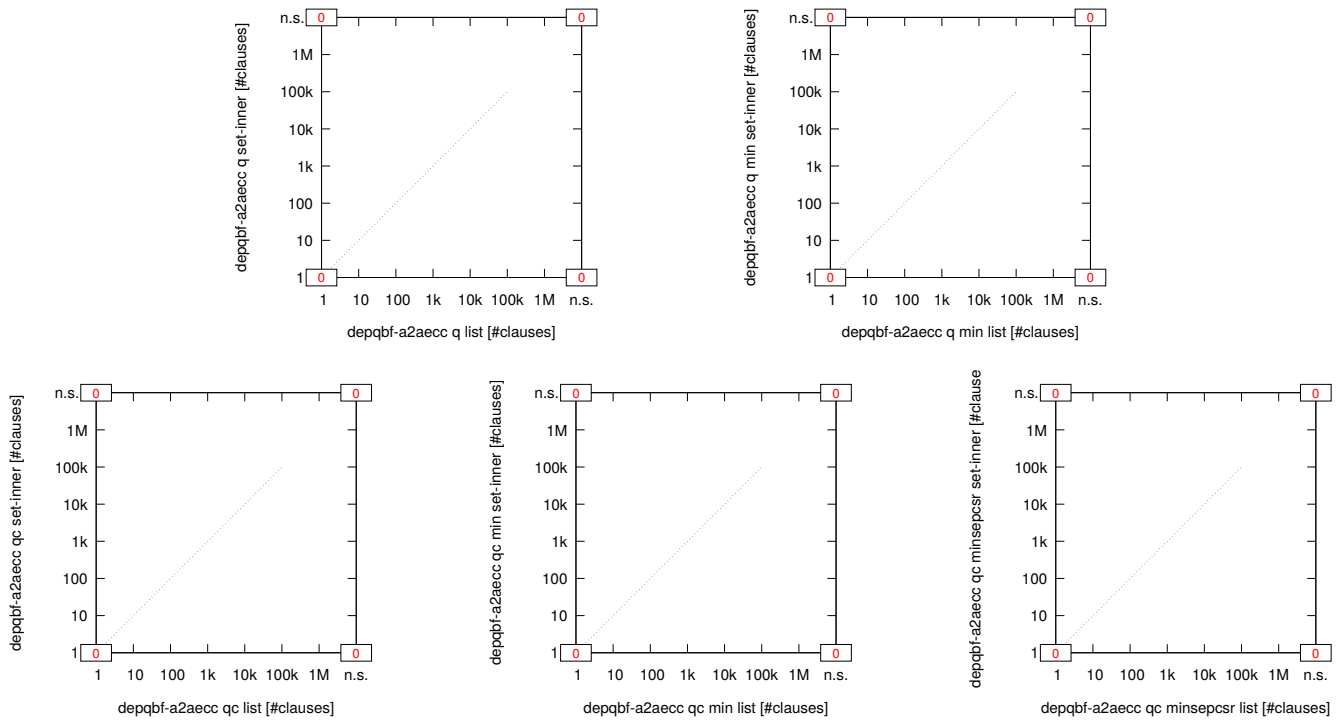 n.s. 0 0
1M
100k
10k
1k
100
10
1 0 0
1 10 100 1k 10k 100k 1M n.s.
depqbf-a2aecc q set-inner [#clauses]
depqbf-a2aecc q list [#clauses]
n.s. 0 0
1M
100k
10k
1k
100
10
1 0 0
1 10 100 1k 10k 100k 1M n.s.
depqbf-a2aecc q min set-inner [#clauses]
depqbf-a2aecc q min list [#clauses]
n.s. 0 0
1M
100k
10k
1k
100
10
1 0 0
1 10 100 1k 10k 100k 1M n.s.
depqbf-a2aecc qc set-inner [#clauses]
depqbf-a2aecc qc list [#clauses]
n.s. 0 0
1M
100k
10k
1k
100
10
1 0 0
1 10 100 1k 10k 100k 1M n.s.
depqbf-a2aecc qc min set-inner [#clauses]
depqbf-a2aecc qc min list [#clauses]
n.s. 0 0
1M
100k
10k
1k
100
10
1 0 0
1 10 100 1k 10k 100k 1M n.s.
depqbf-a2aecc qc minsepcsr set-inner [#clause
depqbf-a2aecc qc minsepcsr list [#clauses]